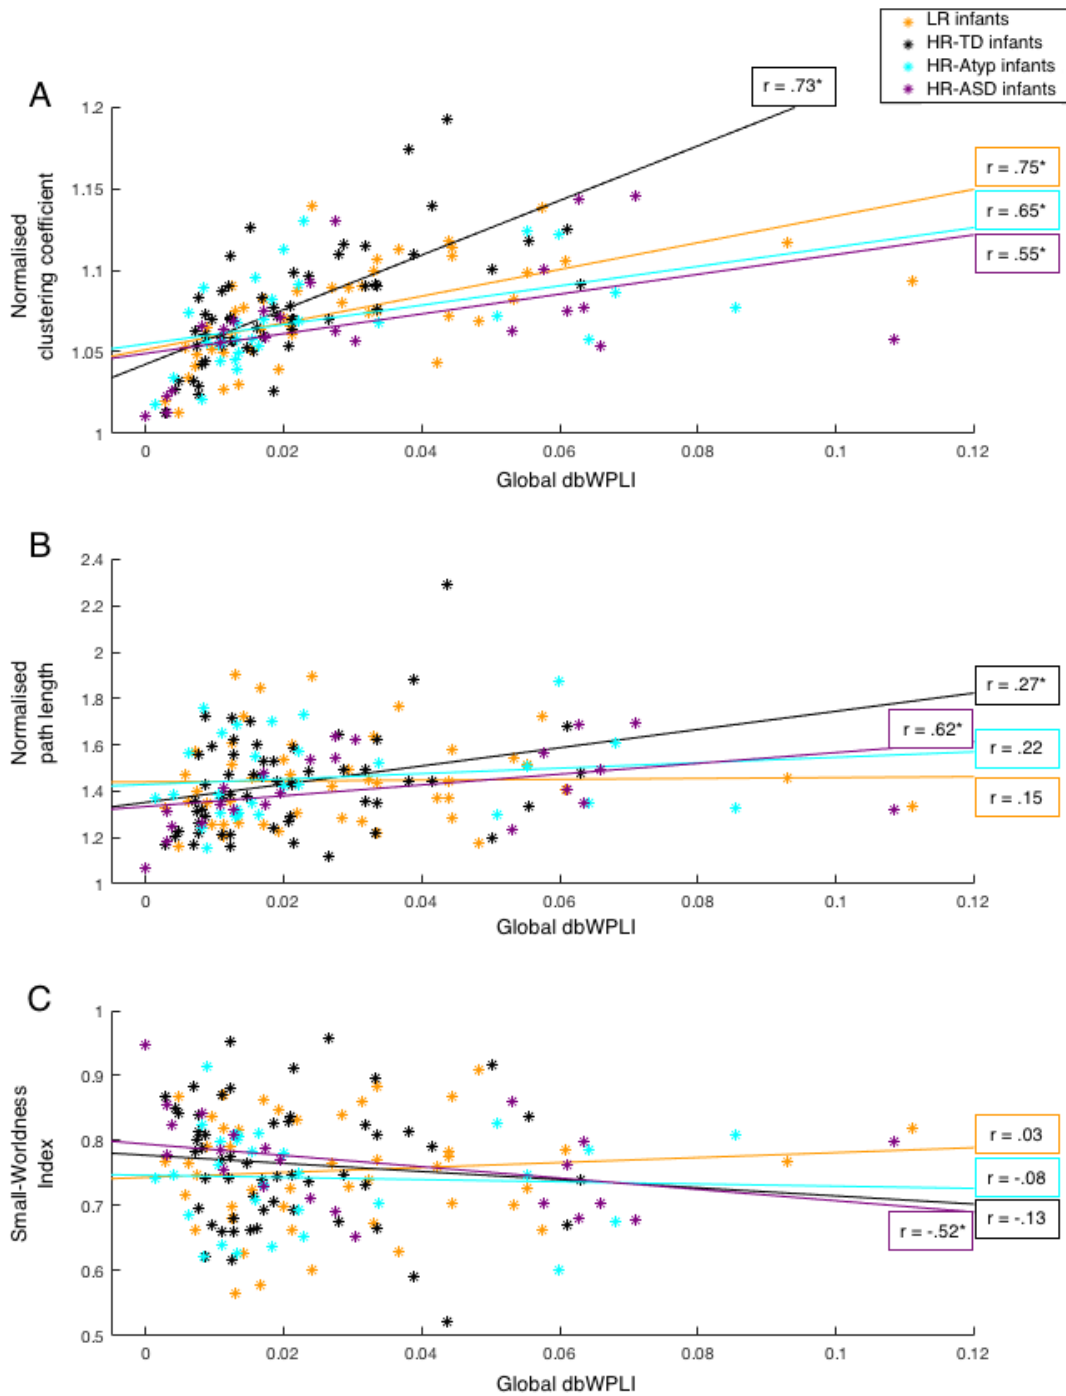 LR infants
HR-TD infants
HR-Atyp infants
HR-ASD infants
A
r = .73*
r = .75*
r = .65*
r = .55*
Normalised
clustering coefficient
1.2
1.15
1.1
1.05
1
0 0.02 0.04 0.06 0.08 0.1 0.12
Global dbWPLI
B
r = .27*
r = .62*
r = .22
r = .15
Normalised
path length
2.4
2.2
2
1.8
1.6
1.4
1.2
1
0 0.02 0.04 0.06 0.08 0.1 0.12
Global dbWPLI
C
r = .03
r = -.08
r = -.13
r = -.52*
Small-Worldness
Index
1
0.9
0.8
0.7
0.6
0.5
0 0.02 0.04 0.06 0.08 0.1 0.12
Global dbWPLI